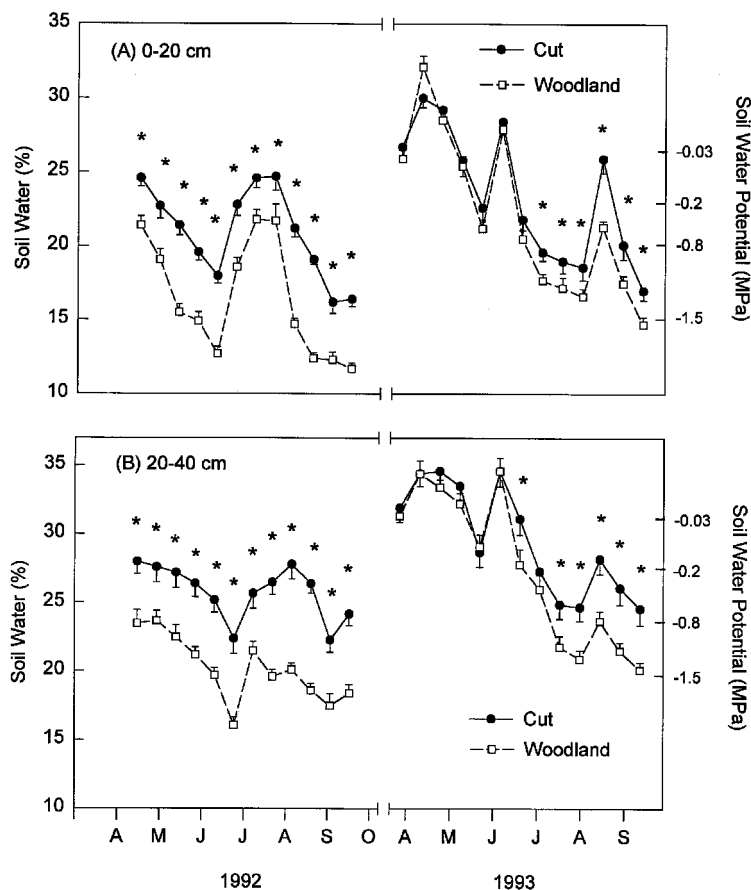 (A) 0-20 cm
Cut
Woodland
35
30
25
20
15
10
Soil Water (%)
* * * * * * * * * * * *
* * * * * *
-0.03
-0.2
-0.8
-1.5
Soil Water Potential (MPa)
(B) 20-40 cm
35
30
25
20
15
10
Soil Water (%)
* * * * * * * * * * * *
* * * * * *
-0.03
-0.2
-0.8
-1.5
Soil Water Potential (MPa)
Cut
Woodland
A M J J A S O A M J J A S
1992 1993